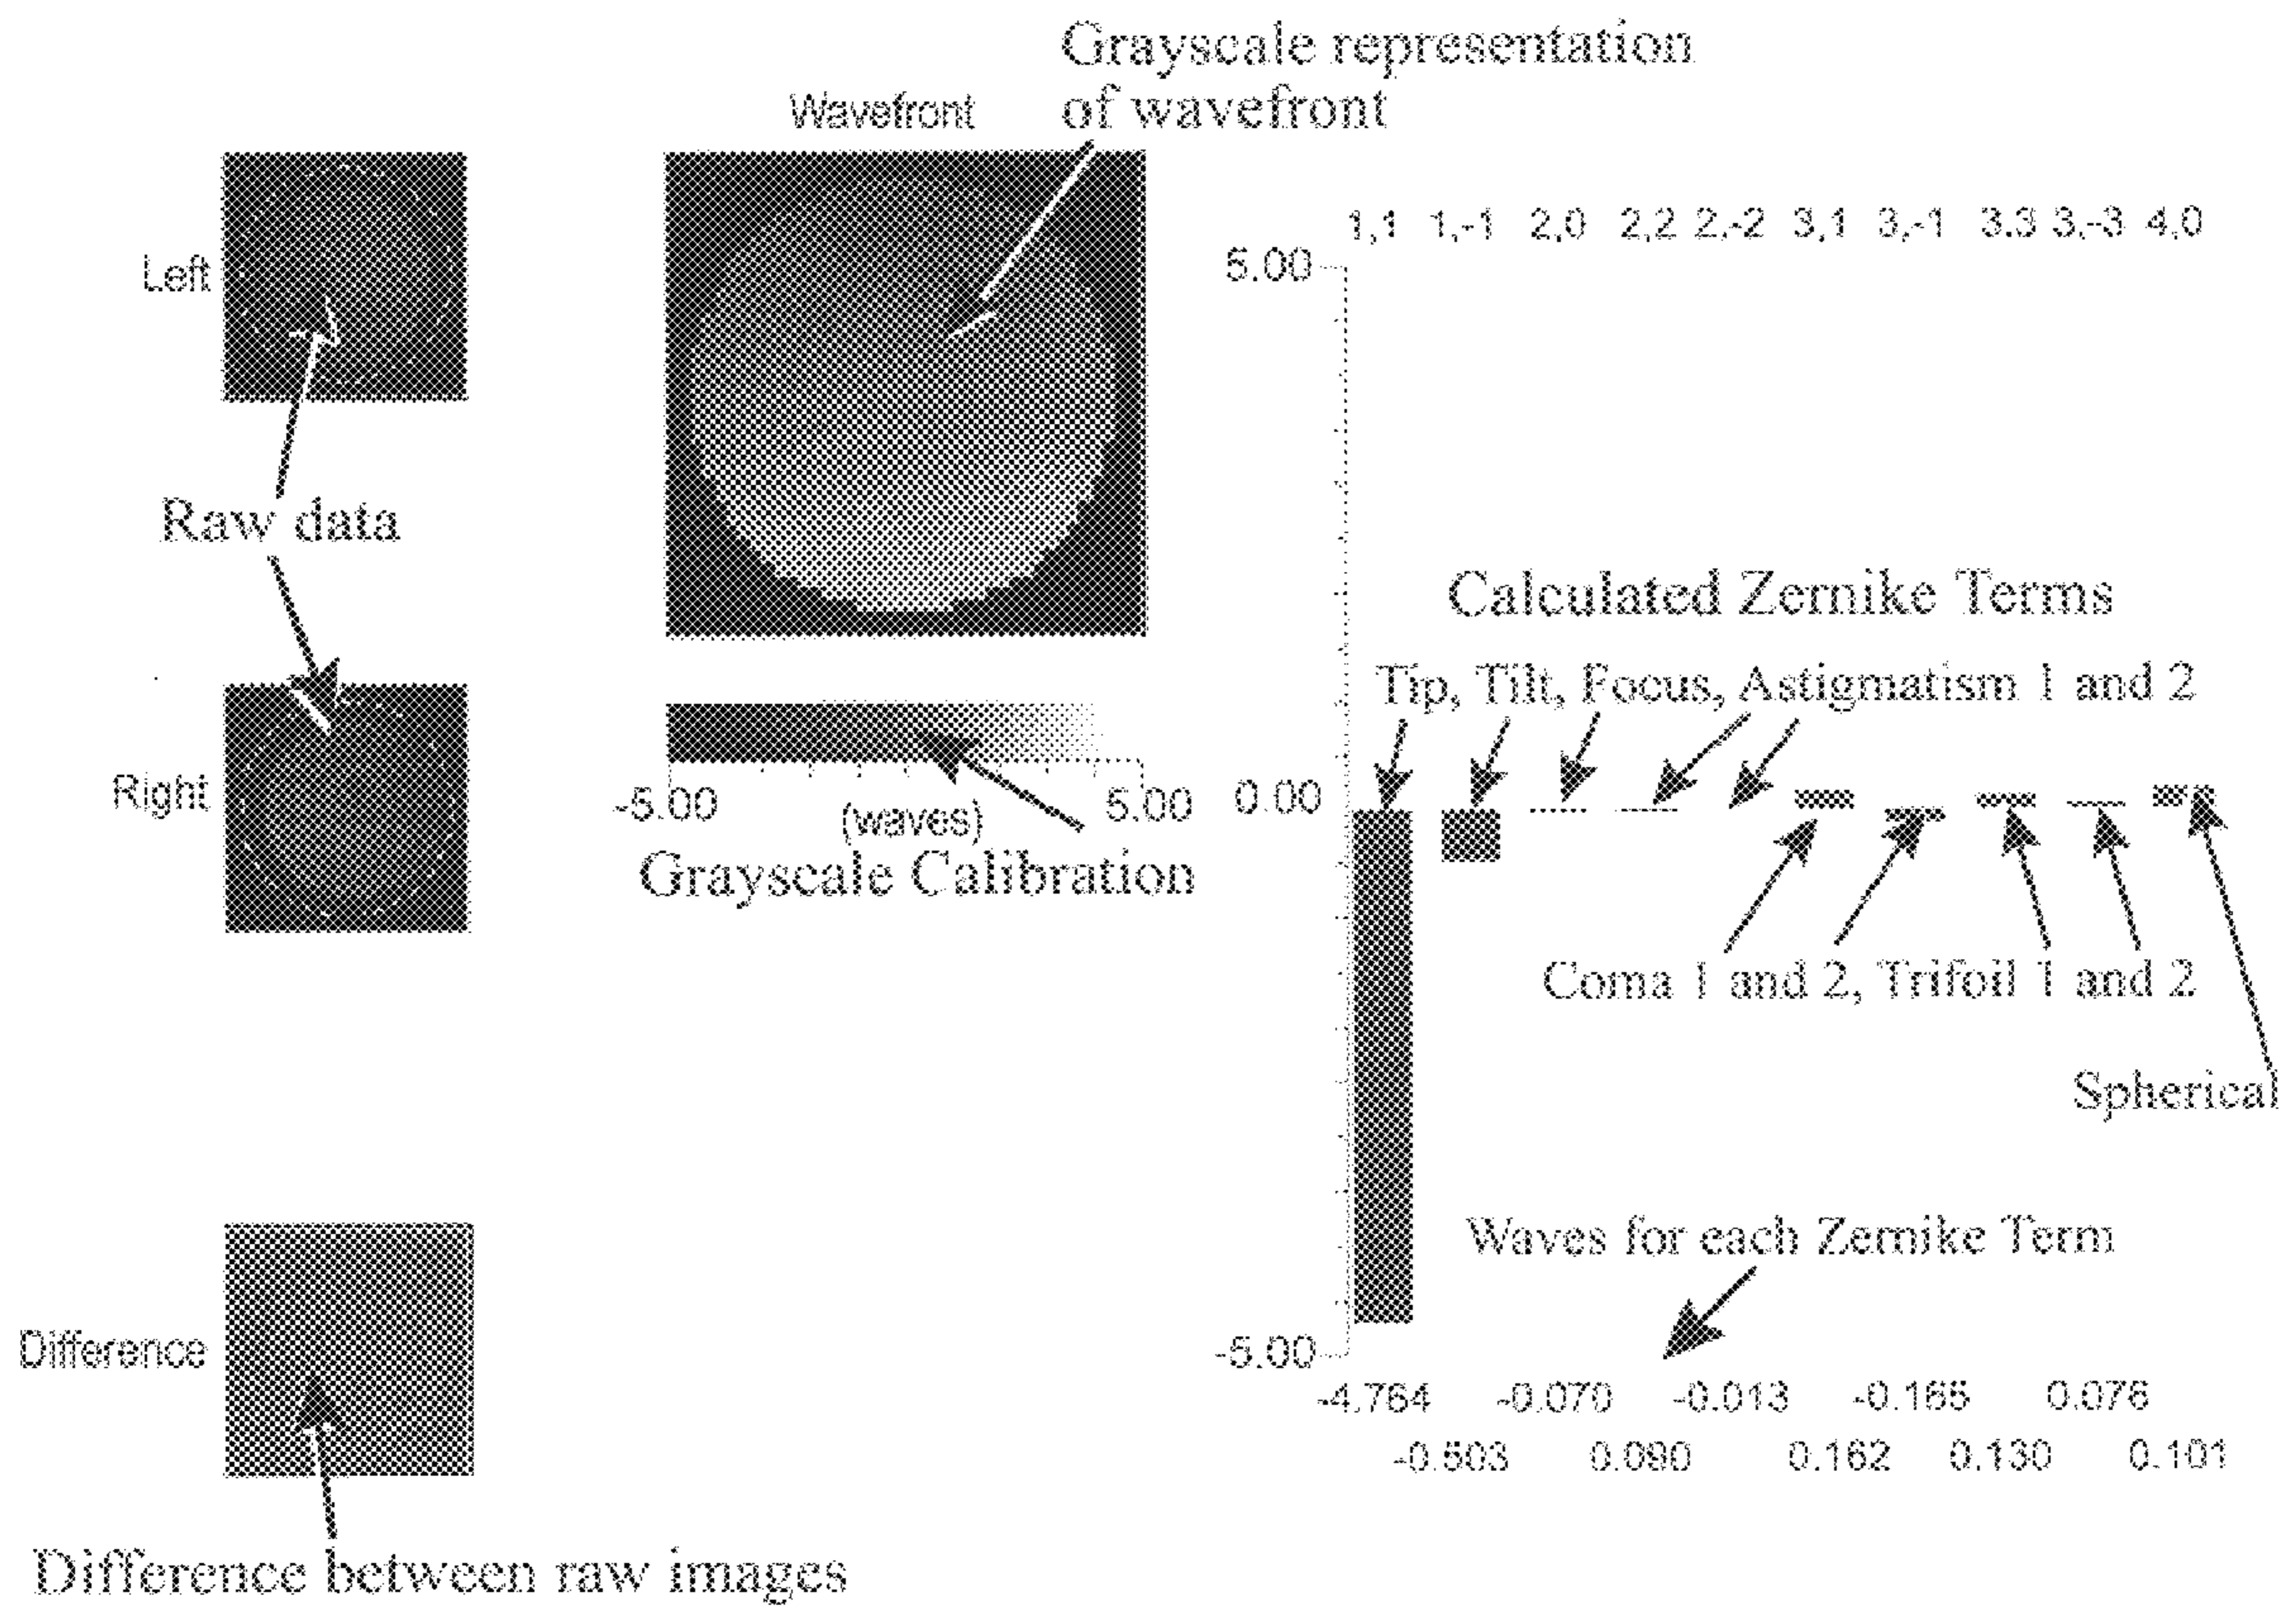 Grayscale representation
of wavefront
Wavefront
Left
Raw data
Right
Difference
Difference between raw images
-5.00 (waves) 5.00
Grayscale Calibration
1,1 1,-1 2,0 2,2 2,-2 3,1 3,-1 3.3 3,-3 4,0
5.00
0.00
-5.00
Calculated Zernike Terms
Tip, Tilt, Focus, Astigmatism 1 and 2
Coma 1 and 2, Trifoil 1 and 2
Spherical
Waves for each Zernike Term
-4.764 -0.070 -0.013 -0.165 0.076
-0.503 0.090 0.162 0.130 0.101